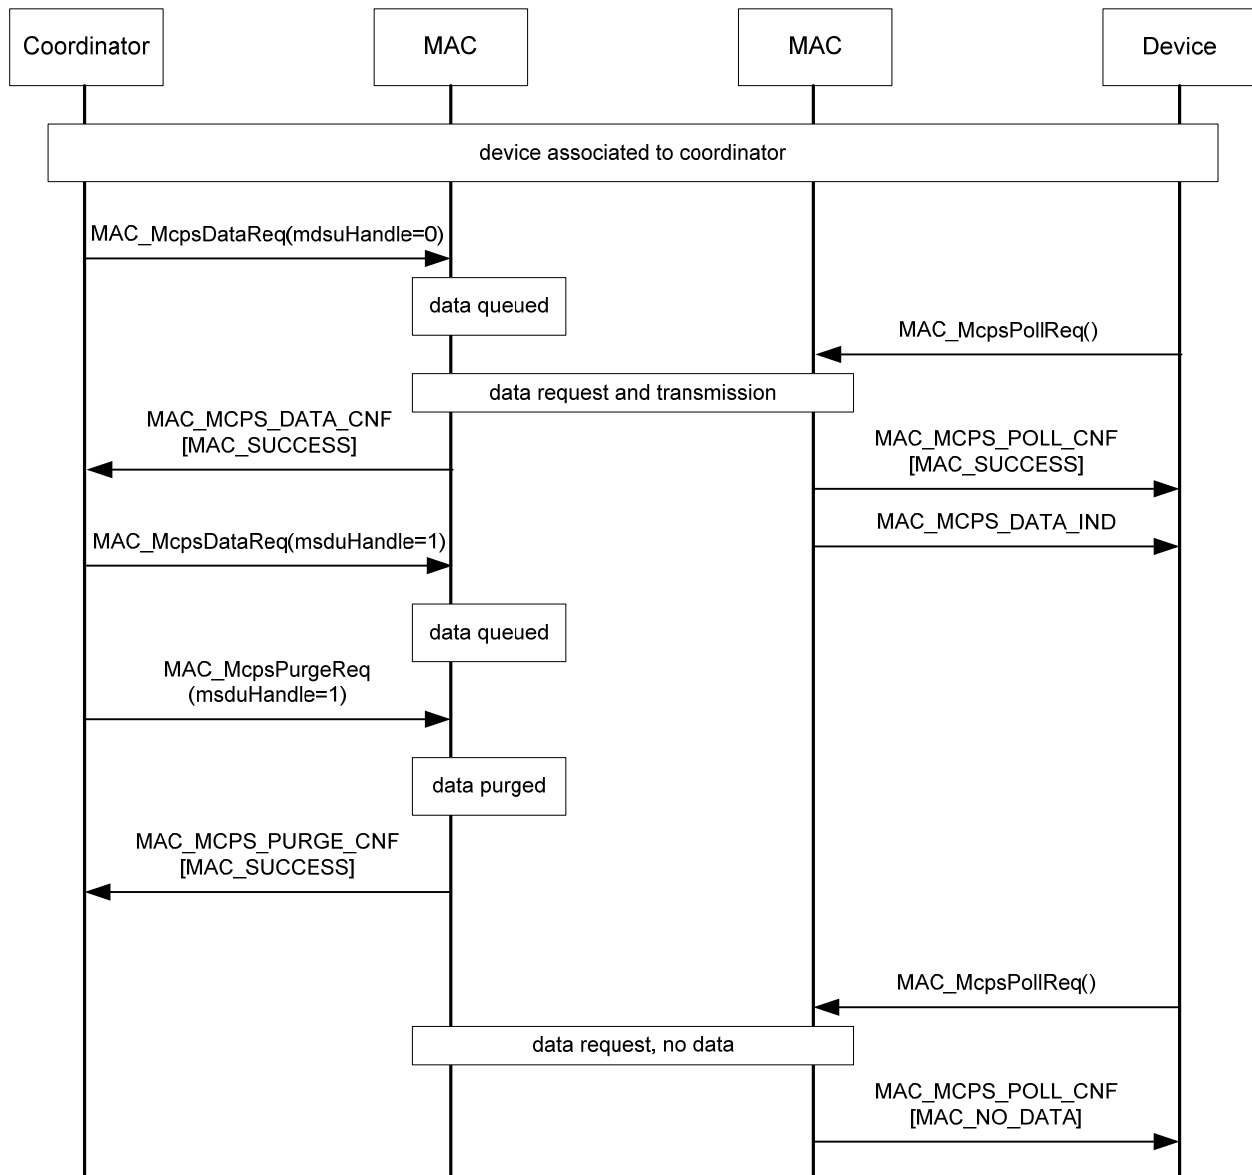 Coordinator
MAC
MAC
Device
device associated to coordinator
MAC_McpsDataReq(mdsuHandle=0)
data queued
MAC_McpsPollReq()
data request and transmission
MAC_MCPS_DATA_CNF
[MAC_SUCCESS]
MAC_MCPS_POLL_CNF
[MAC_SUCCESS]
MAC_MCPS_DATA_IND
MAC_McpsDataReq(msduHandle=1)
data queued
MAC_McpsPurgeReq
(msduHandle=1)
data purged
MAC_MCPS_PURGE_CNF
[MAC_SUCCESS]
MAC_McpsPollReq()
data request, no data
MAC_MCPS_POLL_CNF
[MAC_NO_DATA]